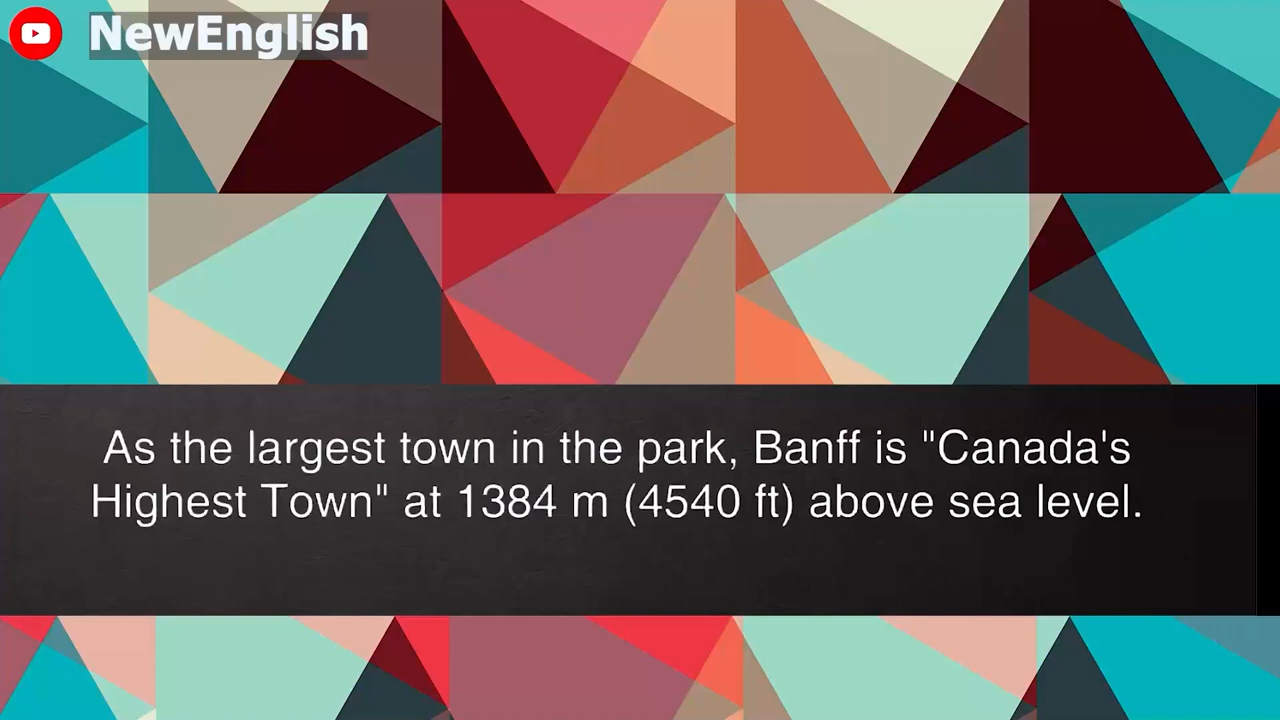 NewEnglish
As the largest town in the park, Banff is "Canada's
Highest Town" at 1384 m (4540 ft) above sea level.